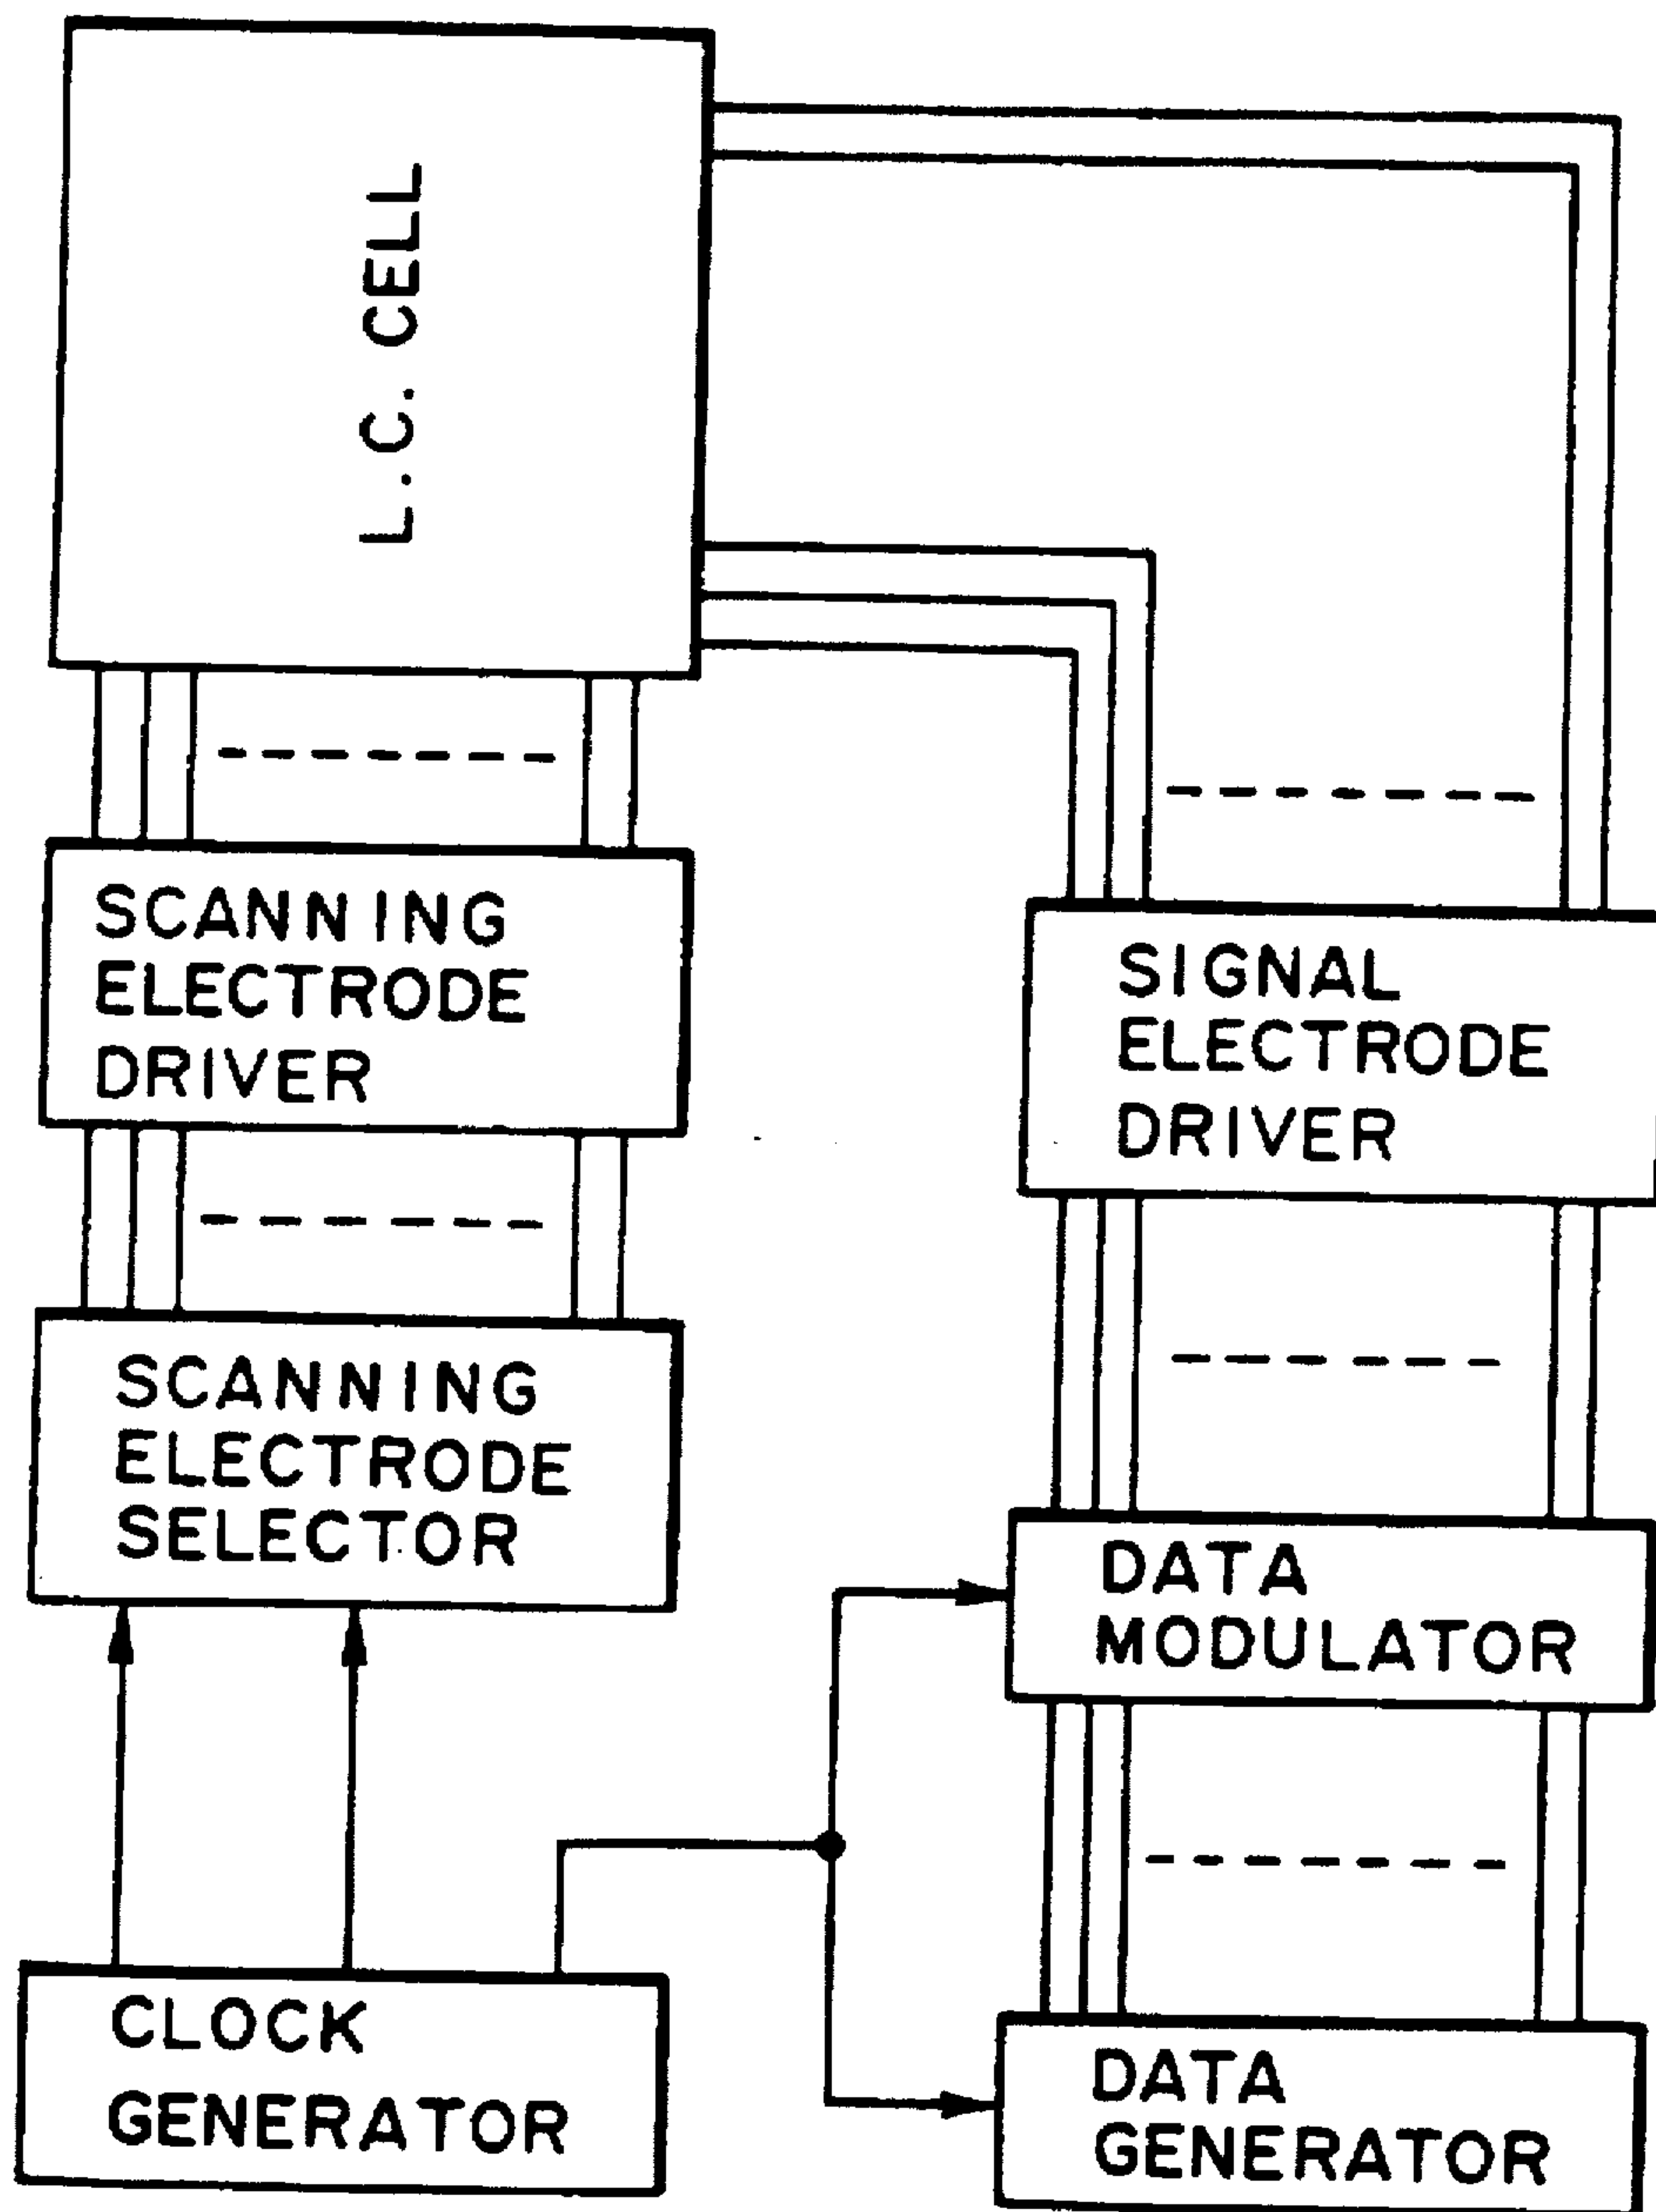 L.C. CELL
SCANNING
ELECTRODE
DRIVER
SIGNAL
ELECTRODE
DRIVER
SCANNING
ELECTRODE
SELECTOR
DATA
MODULATOR
CLOCK
GENERATOR
DATA
GENERATOR